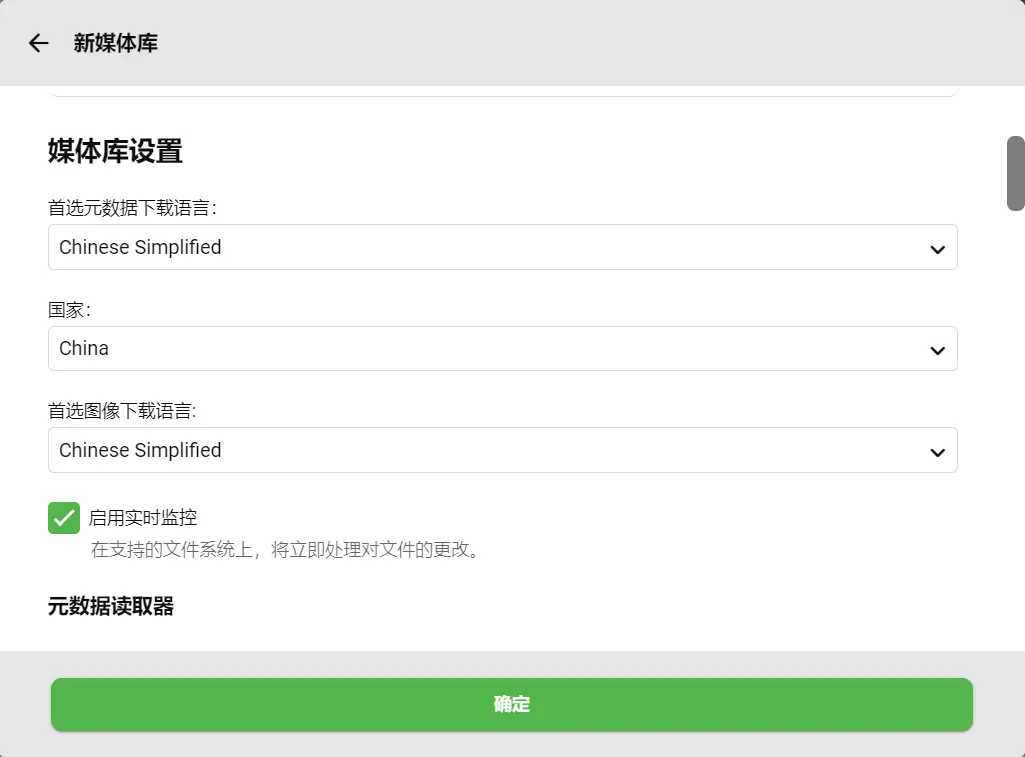 新媒体库
媒体库设置
首选元数据下载语言：
Chinese Simplified
国家：
China
首选图像下载语言:
Chinese Simplified
启用实时监控
在支持的文件系统上，将立即处理对文件的更改。
元数据读取器
确定